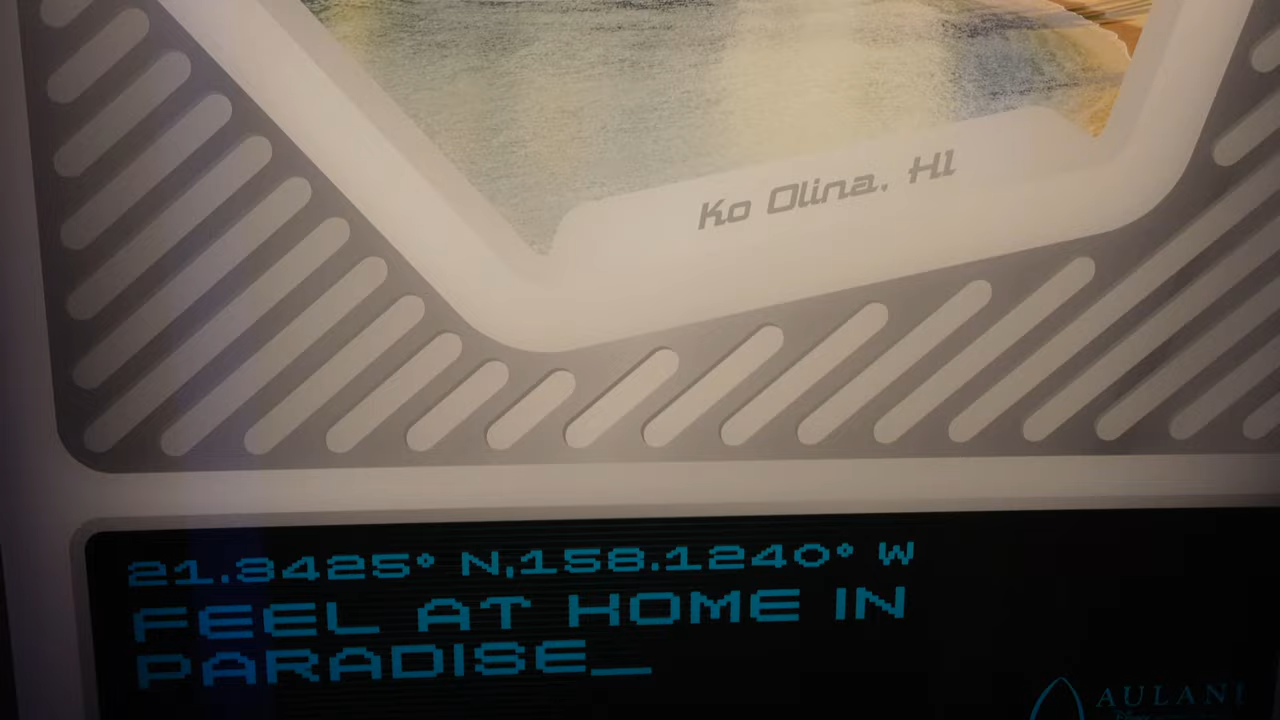 Ko Olina, HI
21.3425° N,158.1240° W
FEEL AT HOME IN
PARADISE_
AULANI